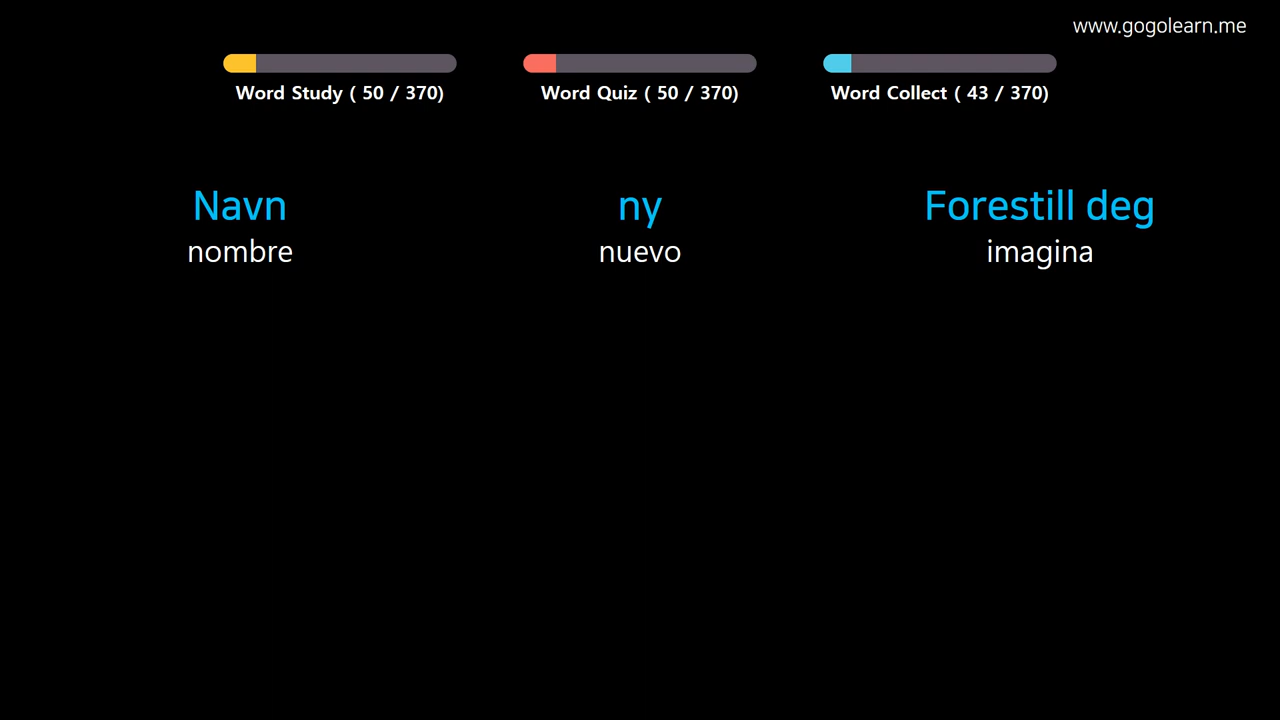 www.gogolearn.me
Word Study ( 50 / 370)
Word Quiz ( 50 / 370)
Word Collect ( 43 / 370)
Navn
nombre
ny
nuevo
Forestill deg
imagina